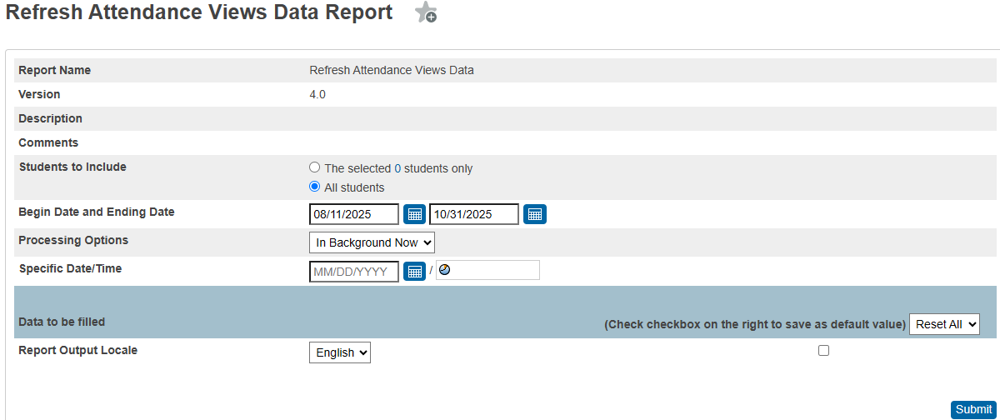 Refresh Attendance Views Data Report
Report Name Refresh Attendance Views Data
Version 4.0
Description
Comments
Students to Include The selected 0 students only
All students
Begin Date and Ending Date 08/11/2025 10/31/2025
Processing Options In Background Now
Specific Date/Time MM/DD/YYYY /
Data to be filled (Check checkbox on the right to save as default value) Reset All
Report Output Locale English
Submit